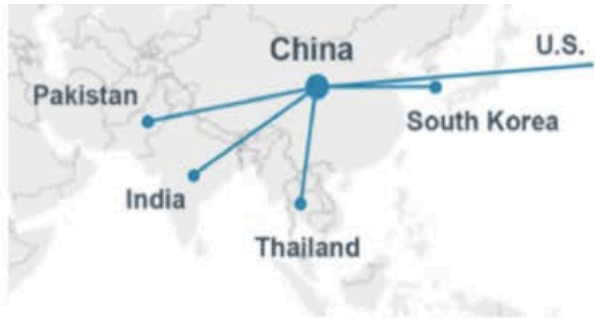 China
U.S.
Pakistan
South Korea
India
Thailand